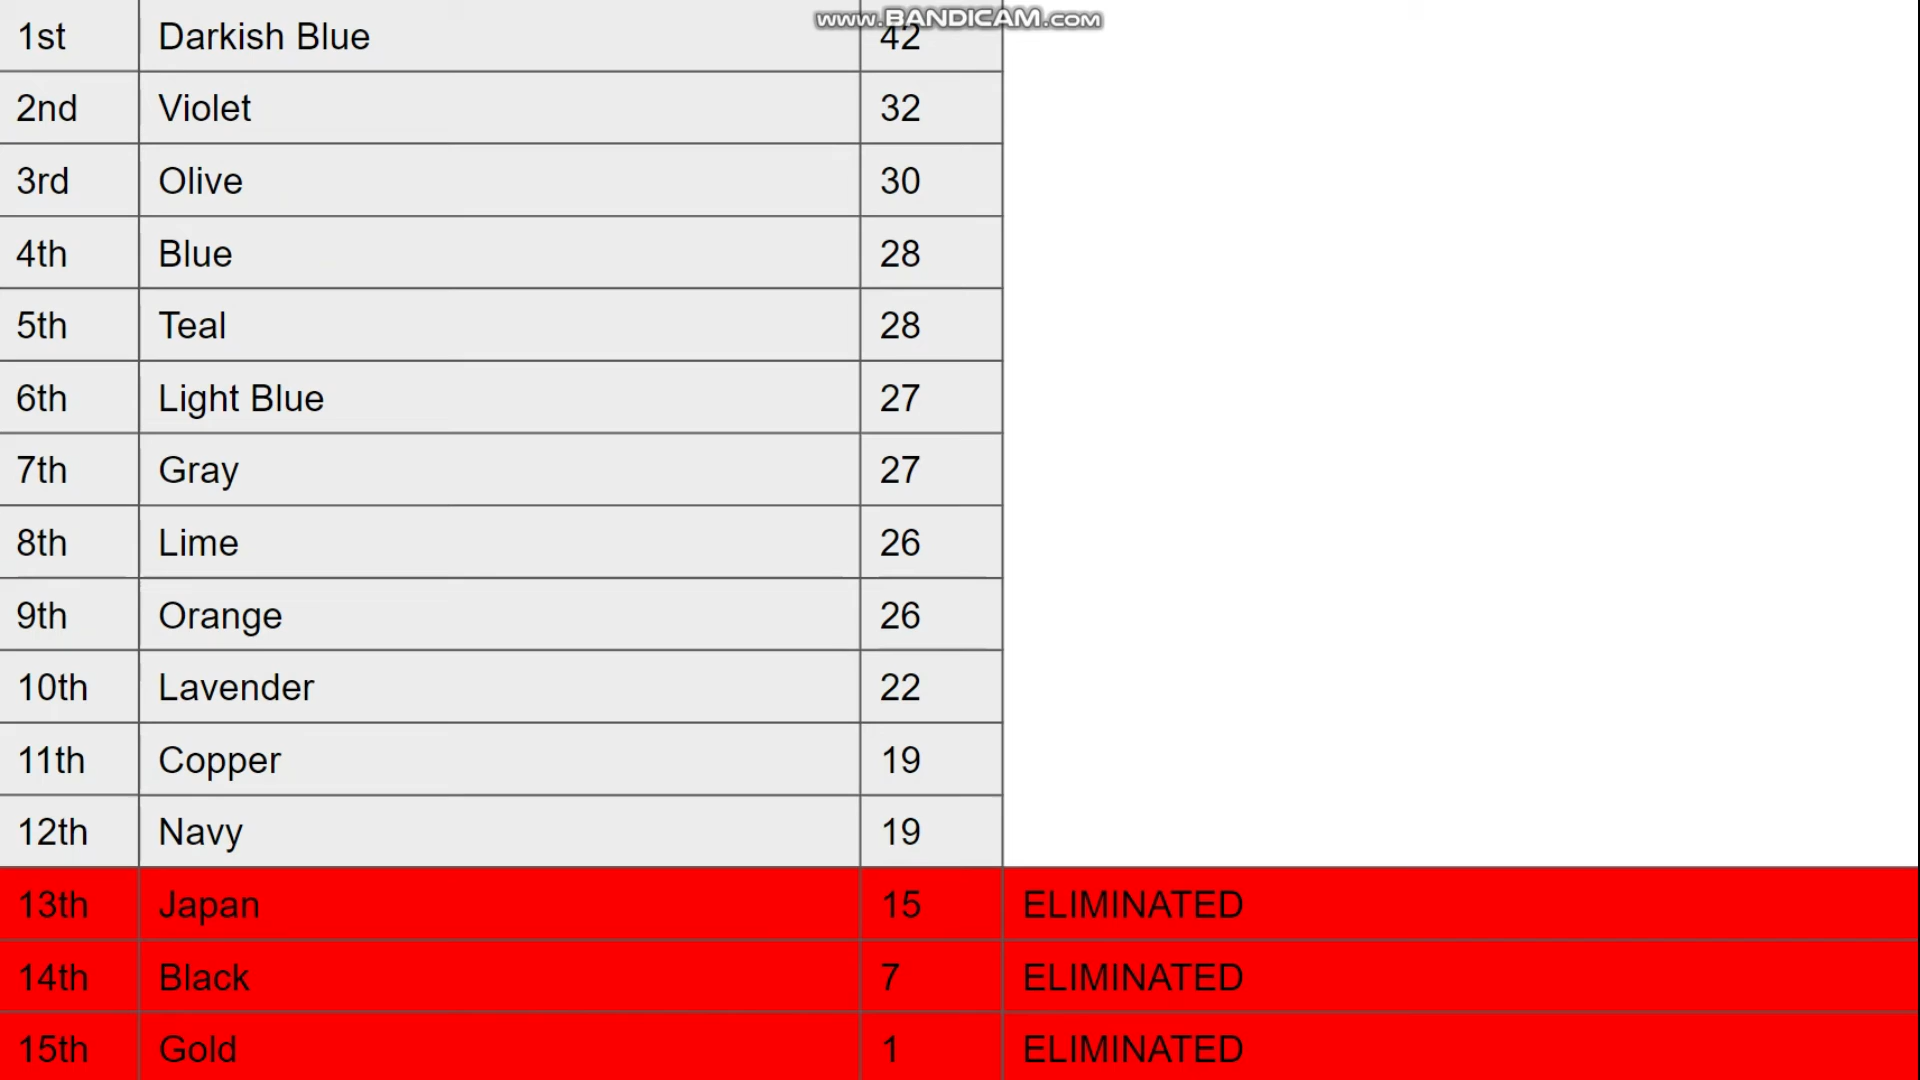 www.BANDICAM.com
1st Darkish Blue 42
2nd Violet 32
3rd Olive 30
4th Blue 28
5th Teal 28
6th Light Blue 27
7th Gray 27
8th Lime 26
9th Orange 26
10th Lavender 22
11th Copper 19
12th Navy 19
13th Japan 15 ELIMINATED
14th Black 7 ELIMINATED
15th Gold 1 ELIMINATED